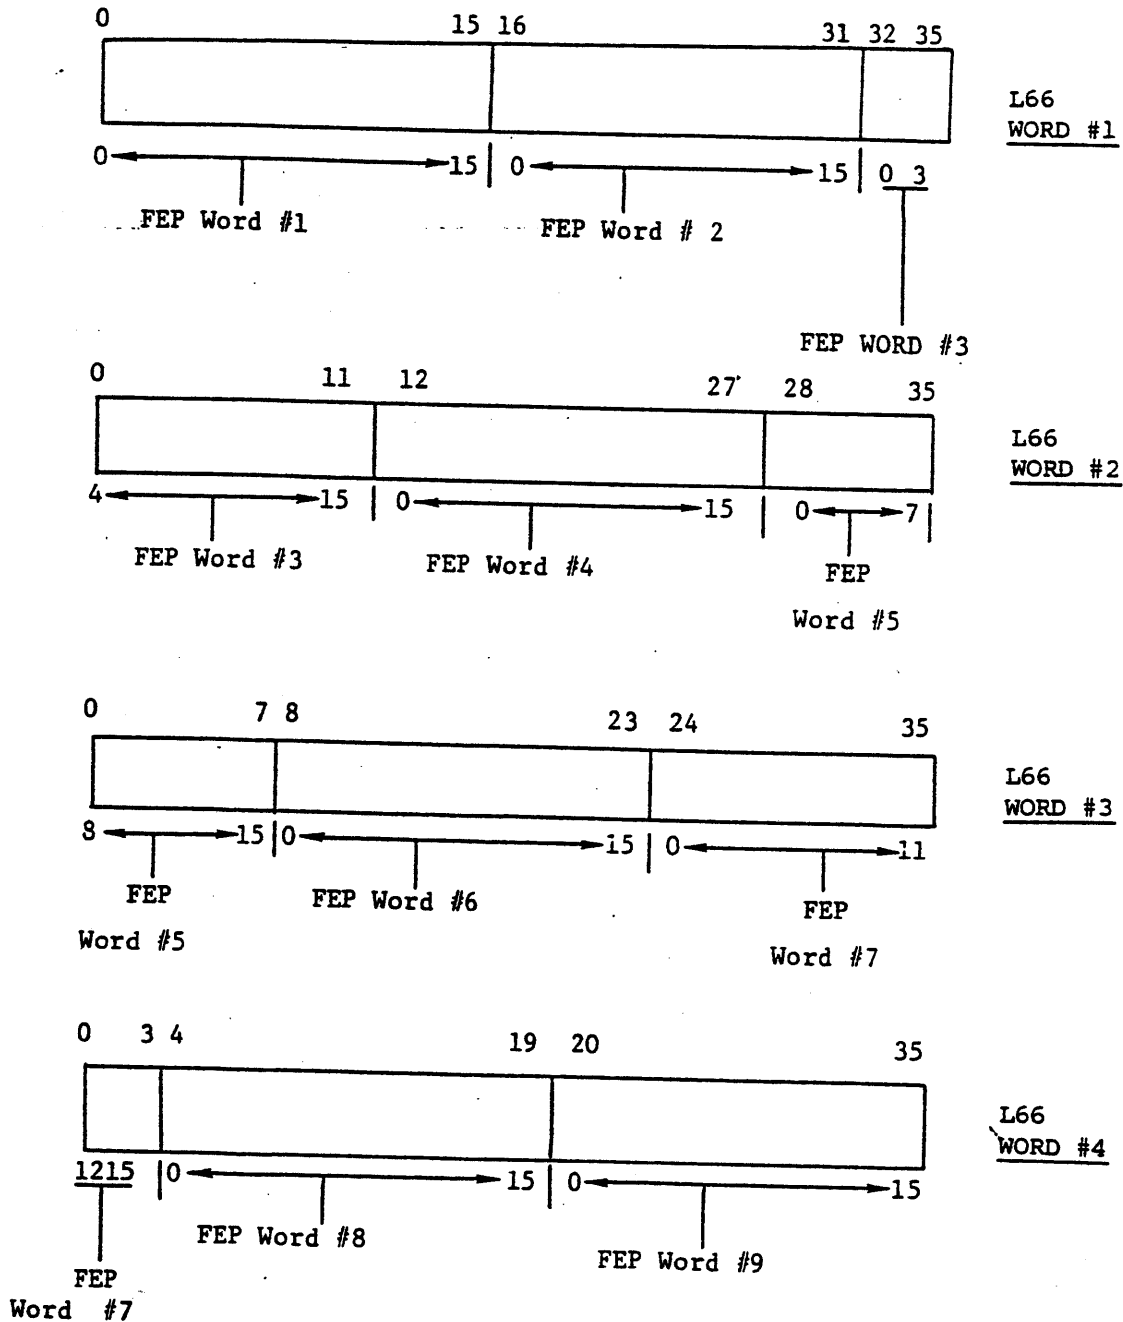 0 15 16 31 32 35
L66
WORD #1
0 15 0 15 0 3
FEP Word #1 FEP Word # 2
FEP WORD #3
0 11 12 27 28 35
L66
WORD #2
4 15 0 15 0 7
FEP Word #3 FEP Word #4 FEP
Word #5
0 7 8 23 24 35
L66
WORD #3
8 15 0 15 0 11
FEP FEP Word #6 FEP
Word #5 Word #7
0 3 4 19 20 35
L66
WORD #4
1215 0 15 0 15
FEP Word #8 FEP Word #9
FEP
Word #7